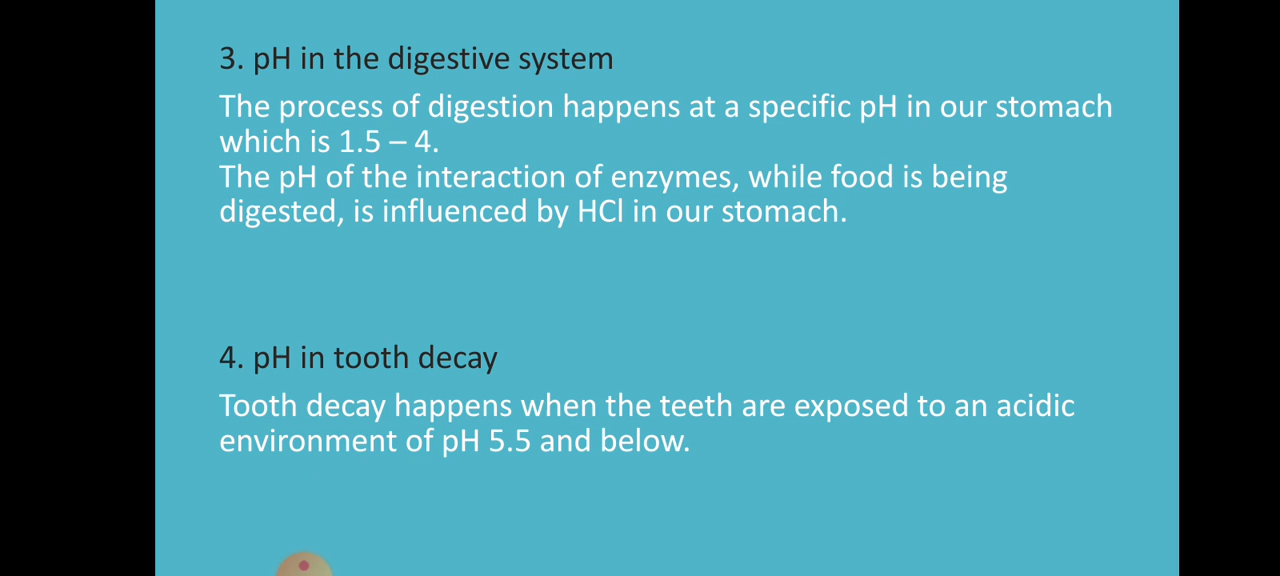 3. pH in the digestive system
The process of digestion happens at a specific pH in our stomach
which is 1.5 – 4.
The pH of the interaction of enzymes, while food is being
digested, is influenced by HCl in our stomach.
4. pH in tooth decay
Tooth decay happens when the teeth are exposed to an acidic
environment of pH 5.5 and below.